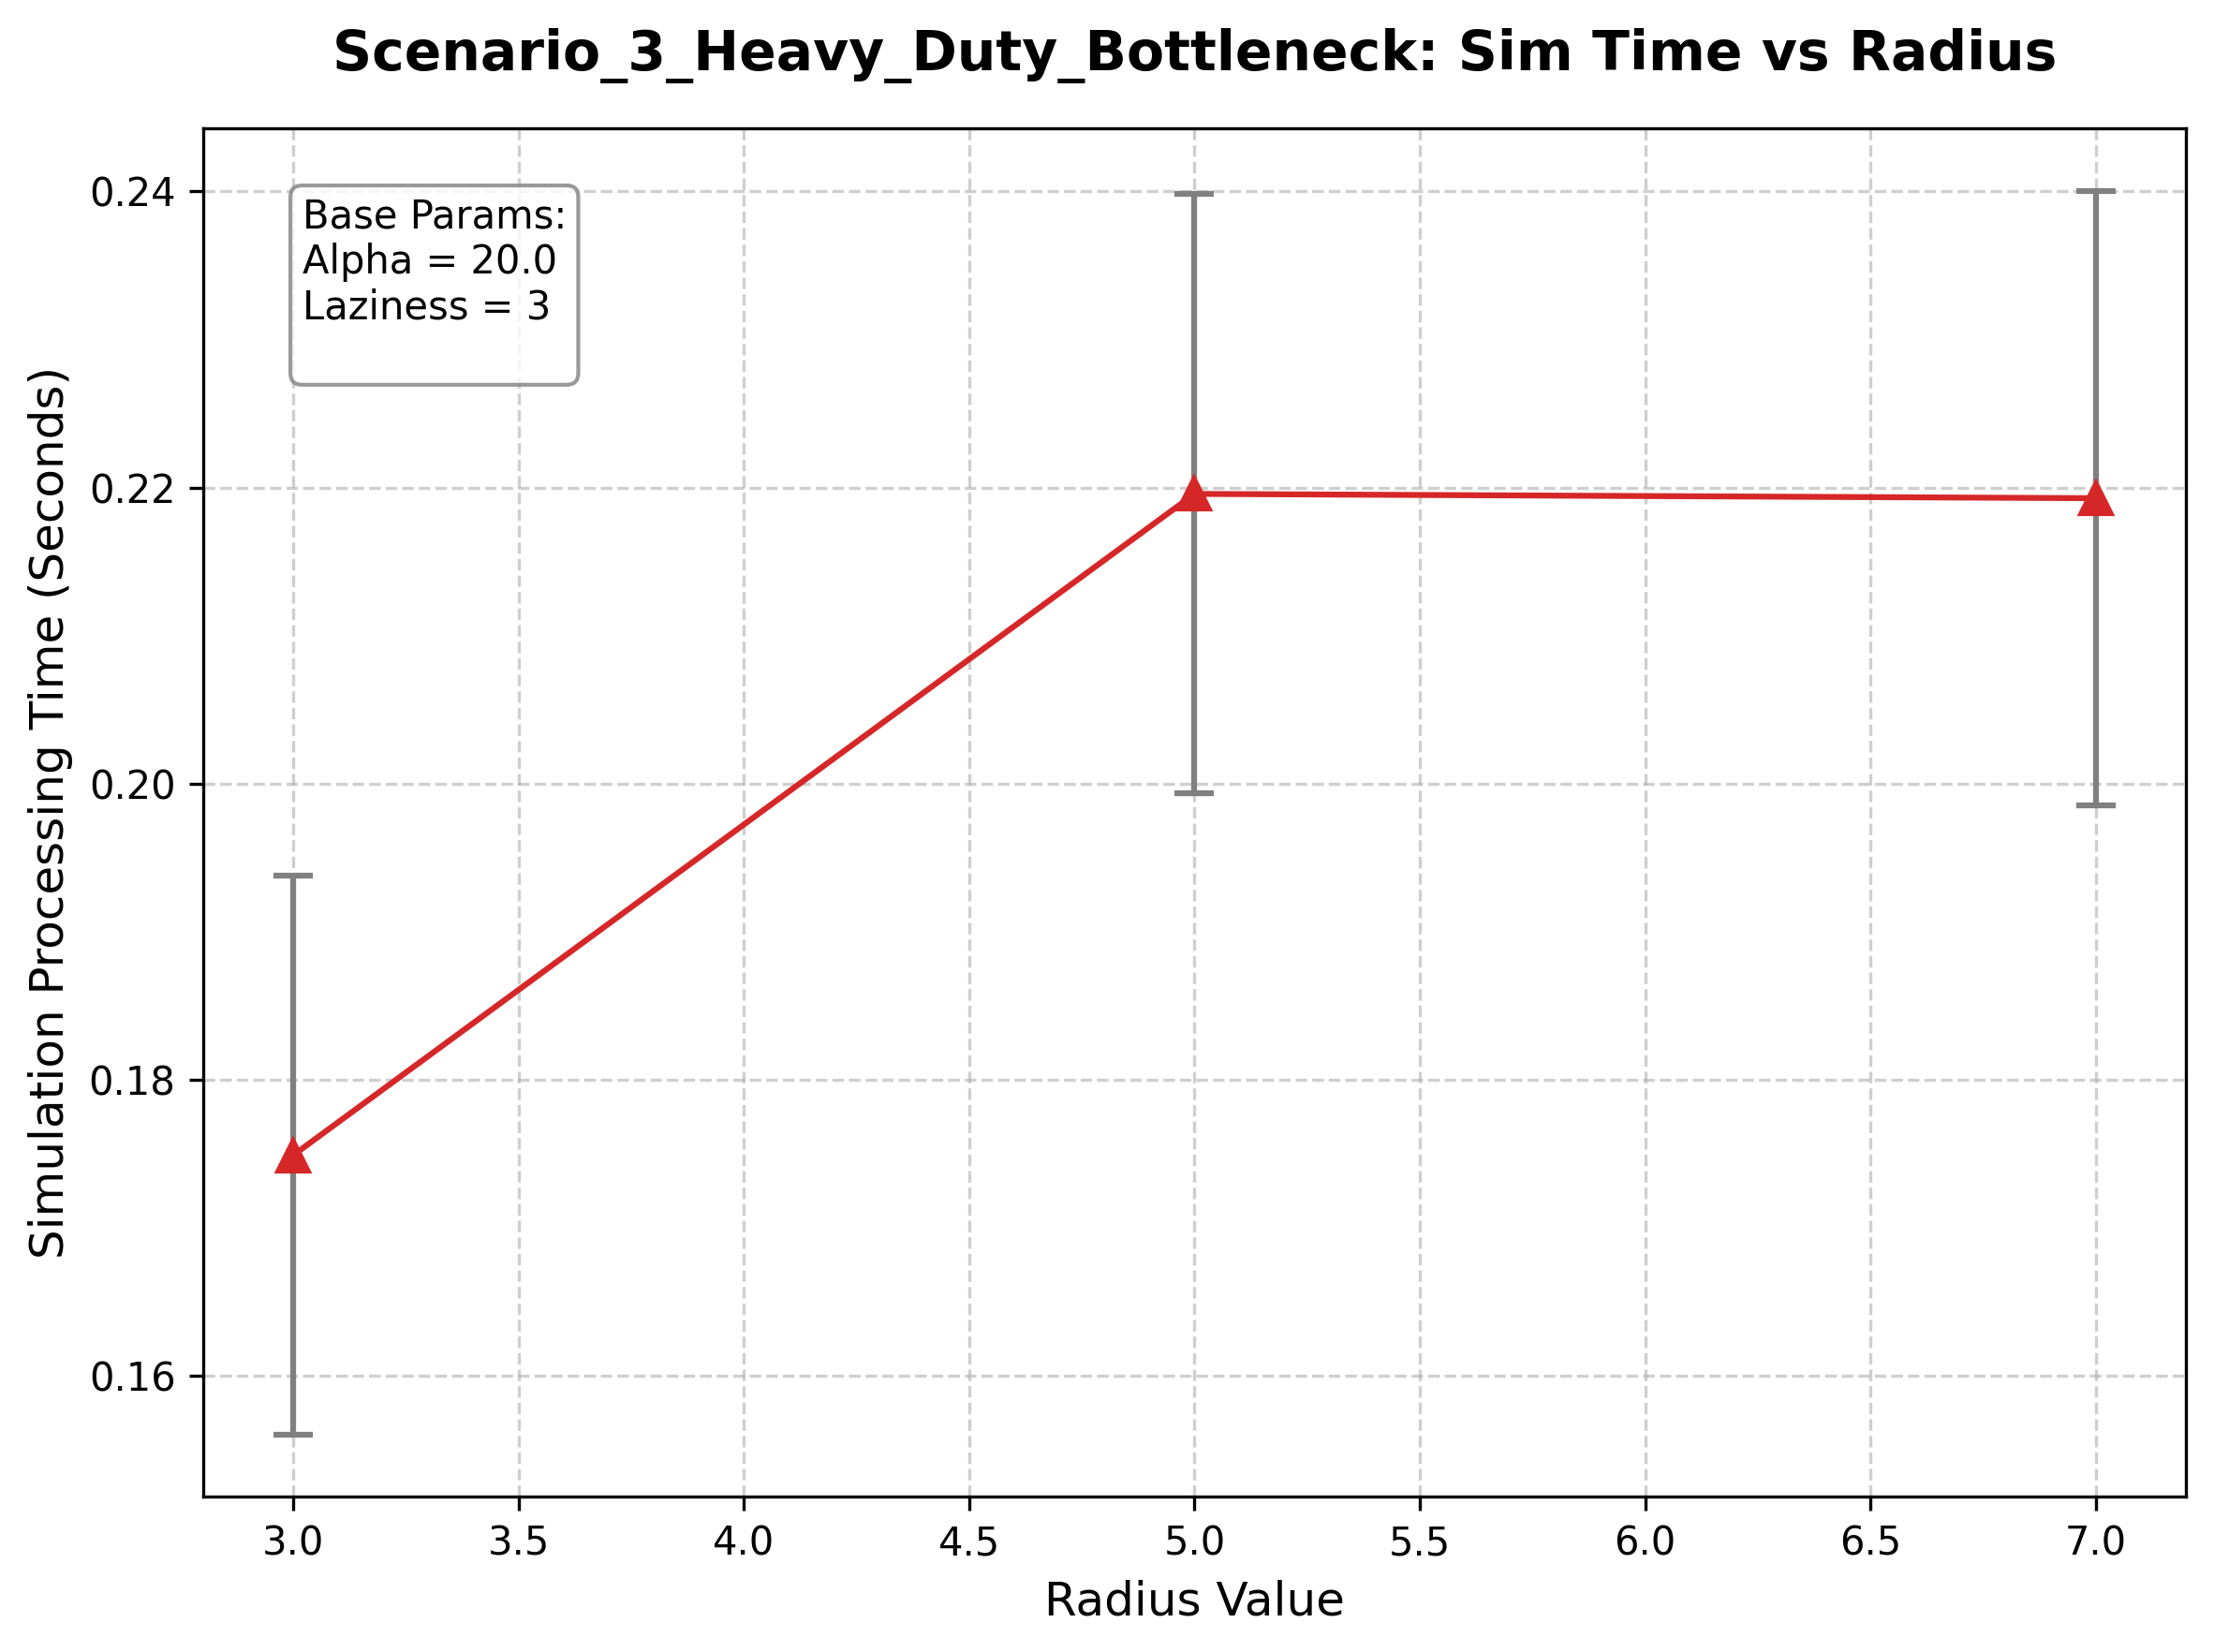 Scenario_3_Heavy_Duty_Bottleneck: Sim Time vs Radius
Base Params:
Alpha = 20.0
Laziness = 3
Simulation Processing Time (Seconds)
0.24
0.22
0.20
0.18
0.16
3.0 3.5 4.0 4.5 5.0 5.5 6.0 6.5 7.0
Radius Value